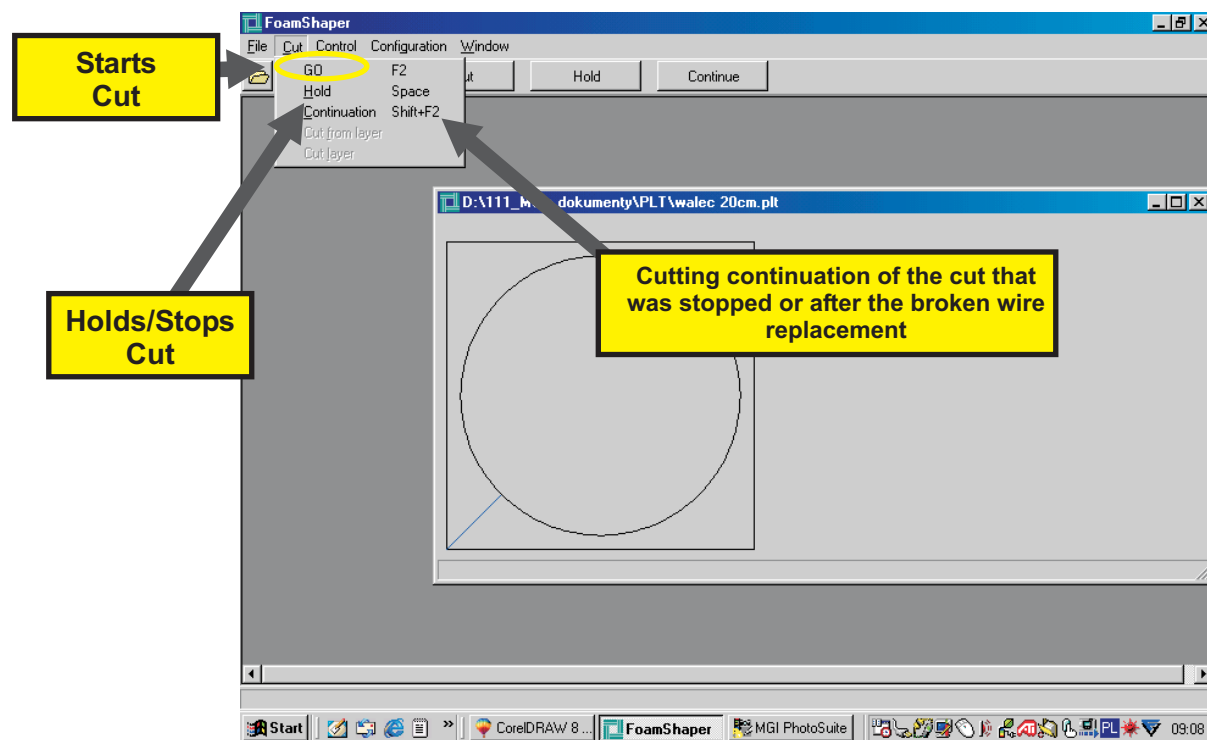 FoamShaper
File Cut Control Configuration Window
Starts
Cut
GO F2
Hold Space
Continuation Shift+F2
Cut from layer
Cut layer
Hold
Continue
D:\111_M dokumenty\PLT\walec 20cm.plt
Cutting continuation of the cut that
was stopped or after the broken wire
replacement
Holds/Stops
Cut
Start
»
CorelDRAW 8 ...
FoamShaper
MGI PhotoSuite
PL
09:08